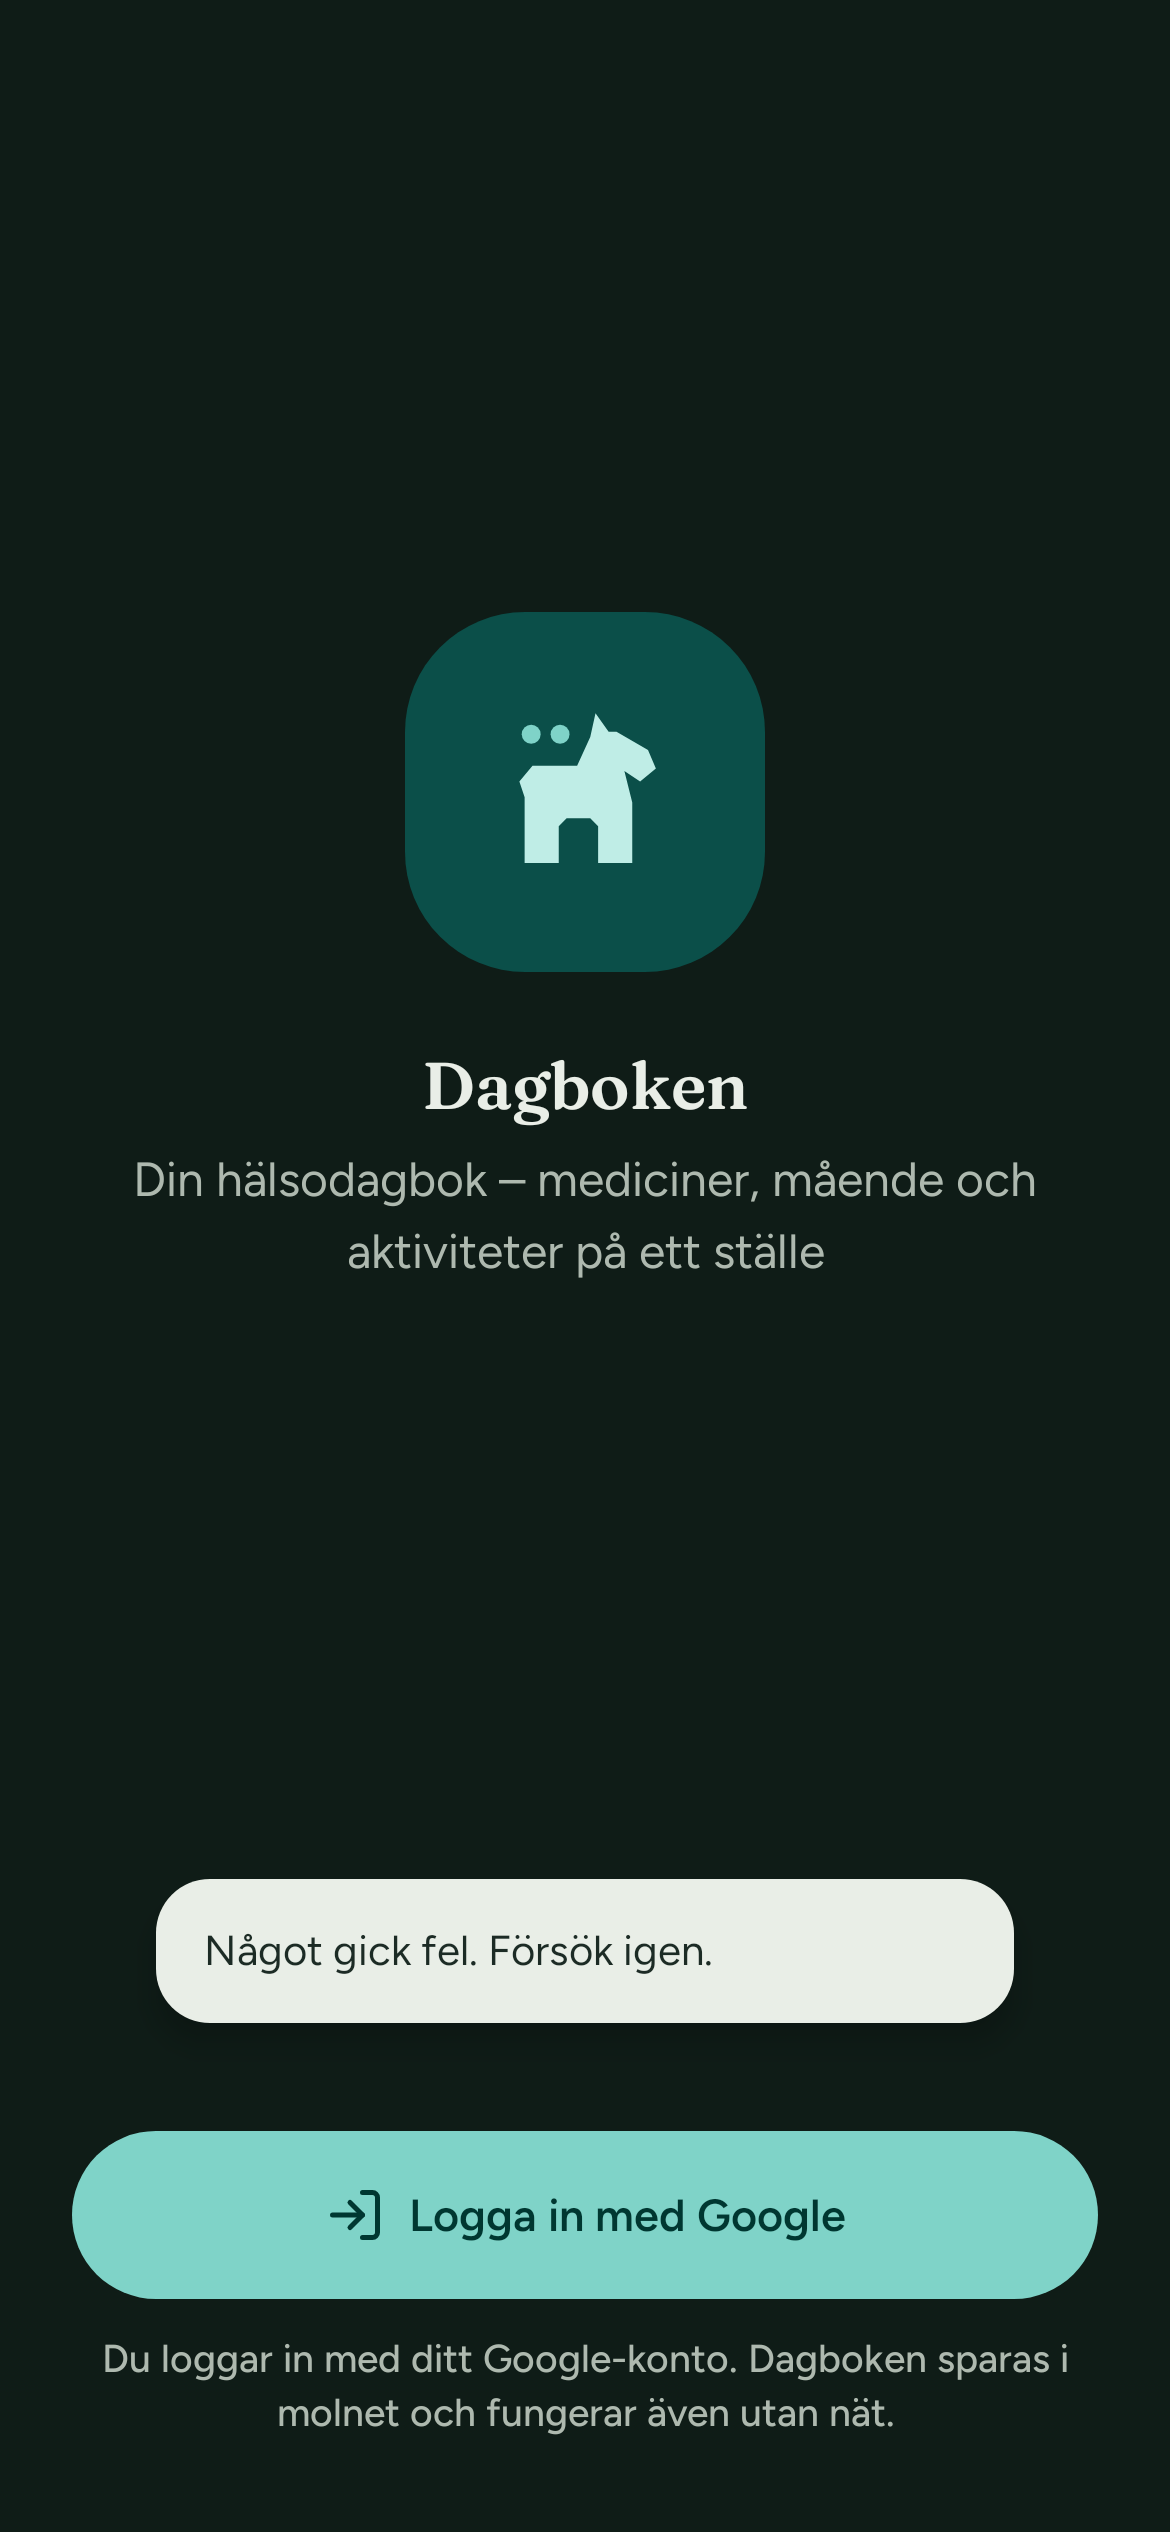 Dagboken
Din hälsodagbok – mediciner, mående och
aktiviteter på ett ställe
Något gick fel. Försök igen.
Logga in med Google
Du loggar in med ditt Google-konto. Dagboken sparas i
molnet och fungerar även utan nät.